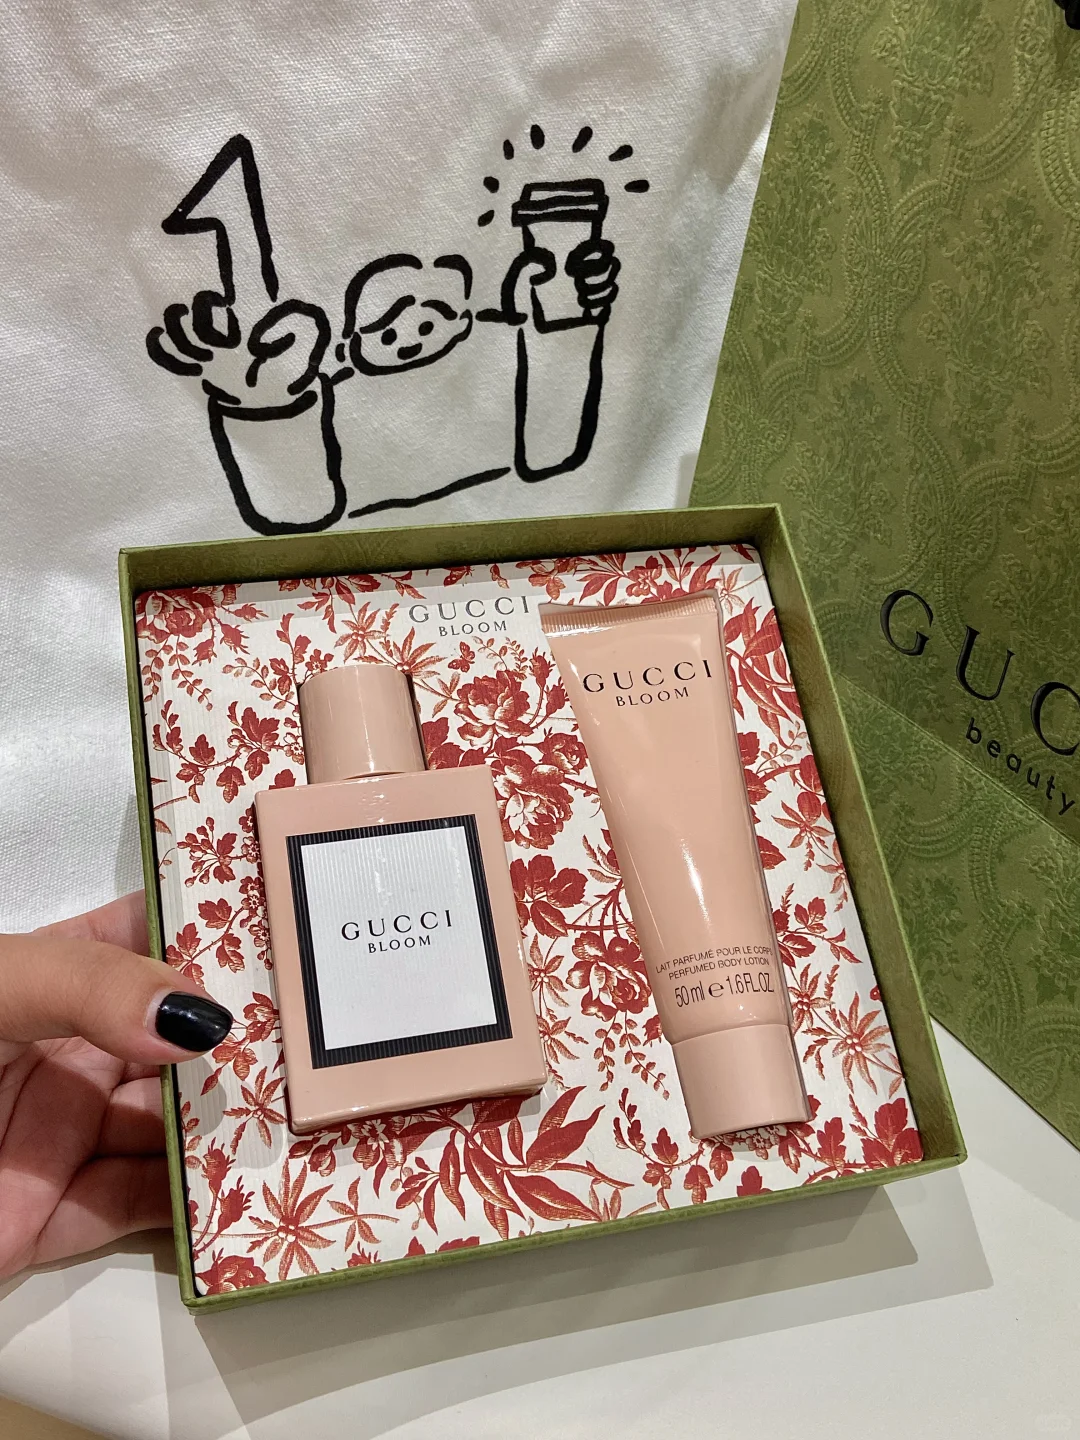 GUCCI
BLOOM
GUCCI
BLOOM
LAIT PARFUMÉ POUR LE CORPS
PERFUMED BODY LOTION
50 ml e 1.6 FL.OZ
GUCCI
BLOOM
GUC
beauty